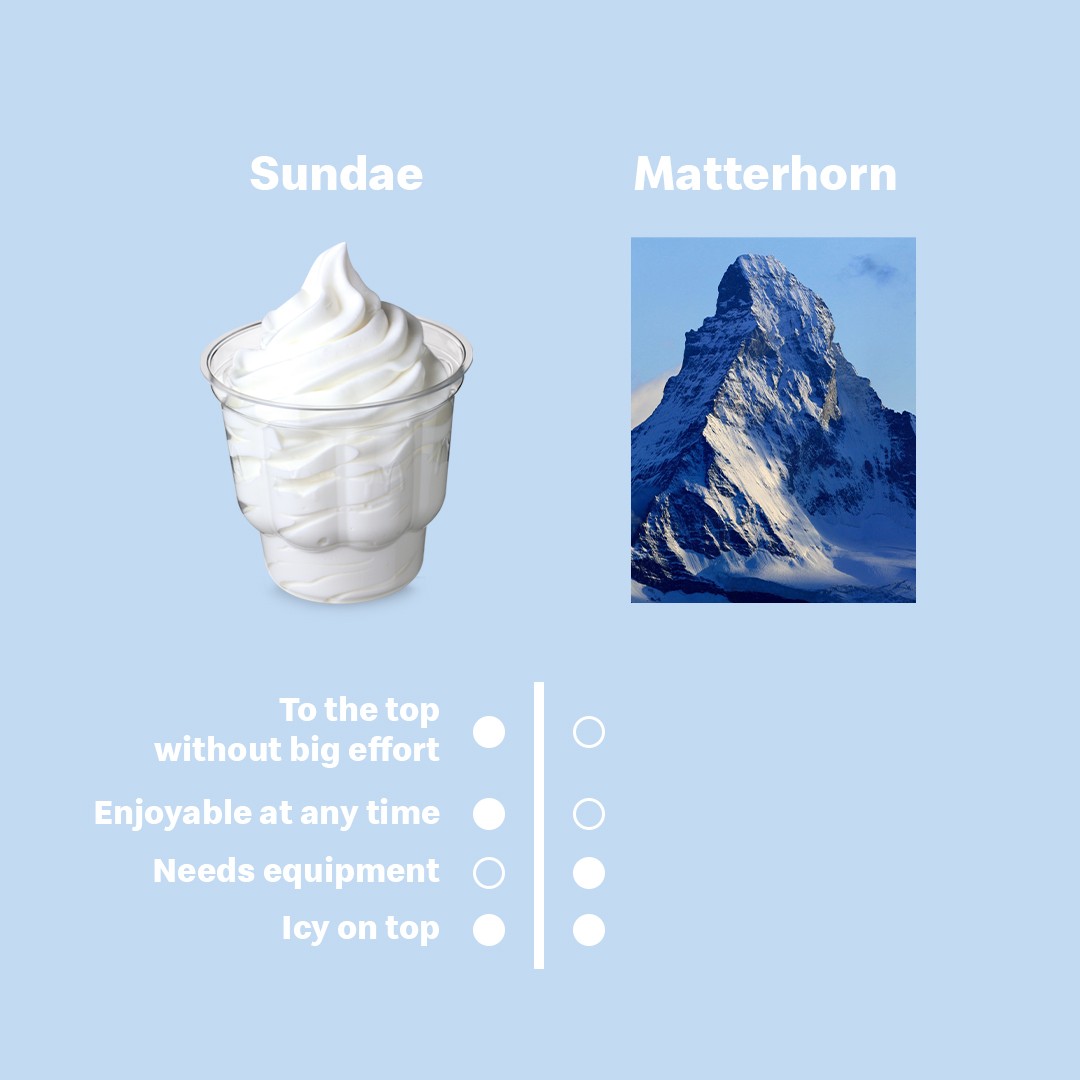 Sundae
Matterhorn
To the top
without big effort
Enjoyable at any time
Needs equipment
Icy on top